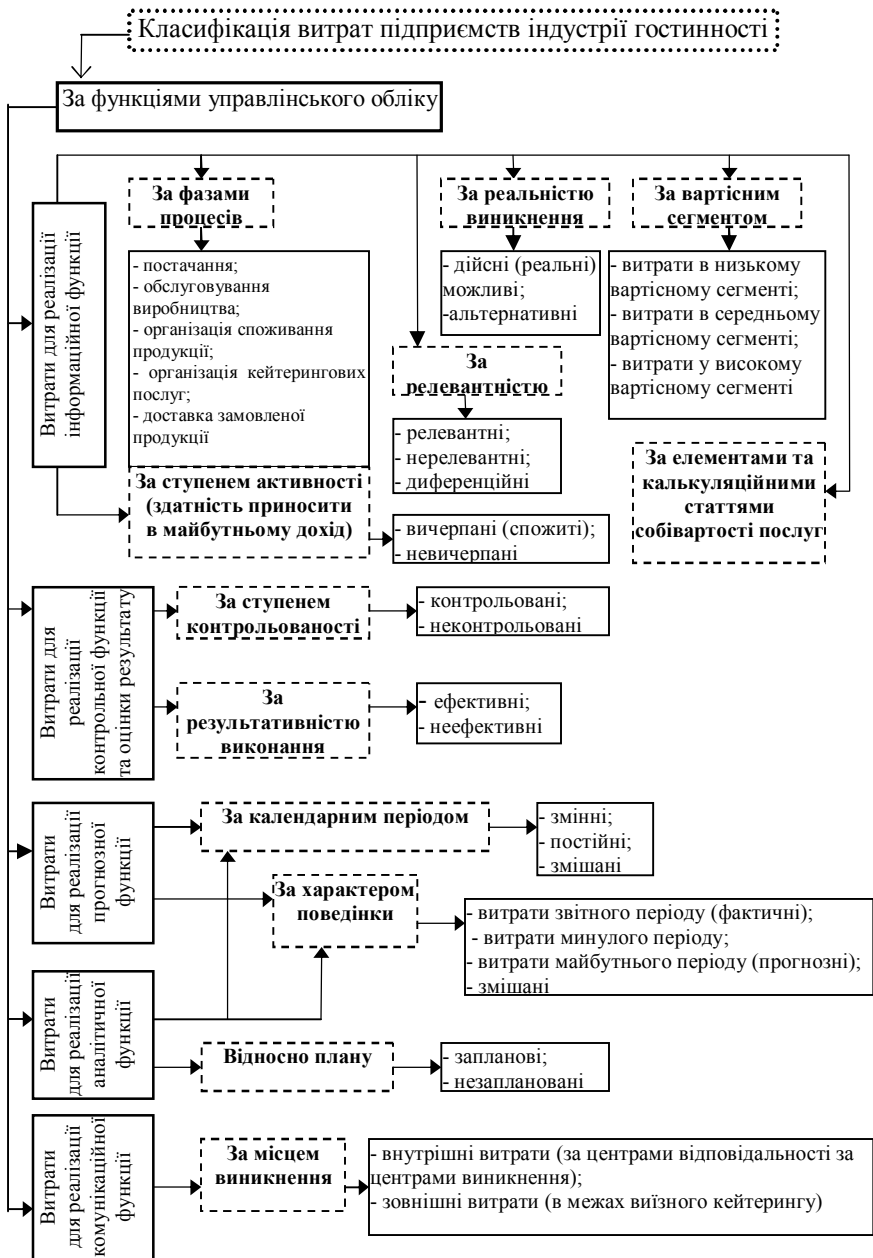 Класифікація витрат підприємств індустрії гостинності
За функціями управлінського обліку
Витрати для реалізації
інформаційної функції
За фазами
процесів
- постачання;
- обслуговування
виробництва;
- організація споживання
продукції;
- організація кейтерингових
послуг;
- доставка замовленої
продукції
За реальністю
виникнення
- дійсні (реальні)
можливі;
-альтернативні
За вартісним
сегментом
- витрати в низькому
вартісному сегменті;
- витрати в середньому
вартісному сегменті;
- витрати у високому
вартісному сегменті
За
релевантністю
- релевантні;
- нерелевантні;
- диференційні
За елементами та
калькуляційними
статтями
собівартості послуг
За ступенем активності
(здатність приносити
в майбутньому дохід)
- вичерпані (спожиті);
- невичерпані
Витрати для
реалізації
контрольної функції
та оцінки результату
За ступенем
контрольованості
- контрольовані;
- неконтрольовані
За
результативністю
виконання
- ефективні;
- неефективні
Витрати
для реалізації
прогнозної
функції
За календарним періодом
- змінні;
- постійні;
- змішані
За характером
поведінки
- витрати звітного періоду (фактичні);
- витрати минулого періоду;
- витрати майбутнього періоду (прогнозні);
- змішані
Витрати
для реалізації
аналітичної
функції
Відносно плану
- запланові;
- незаплановані
Витрати
для реалізації
комунікаційної
функції
За місцем
виникнення
- внутрішні витрати (за центрами відповідальності за
центрами виникнення);
- зовнішні витрати (в межах виїзного кейтерингу)